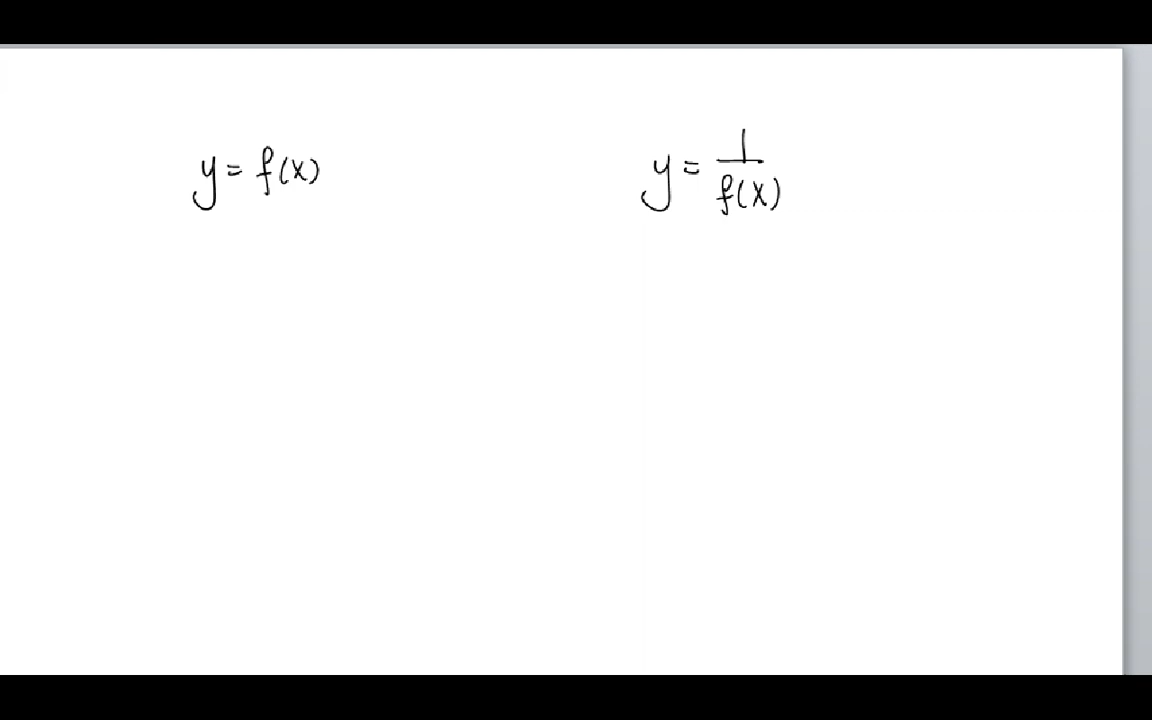 y = f(x)
y = 1/f(x)